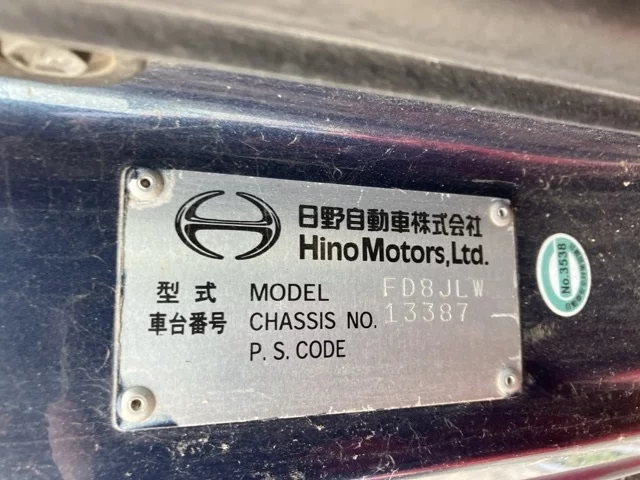 日野自動車株式会社
Hino Motors, Ltd.
型式 MODEL FD8JLW
車台番号 CHASSIS NO. 13387
P.S.CODE
No.3538